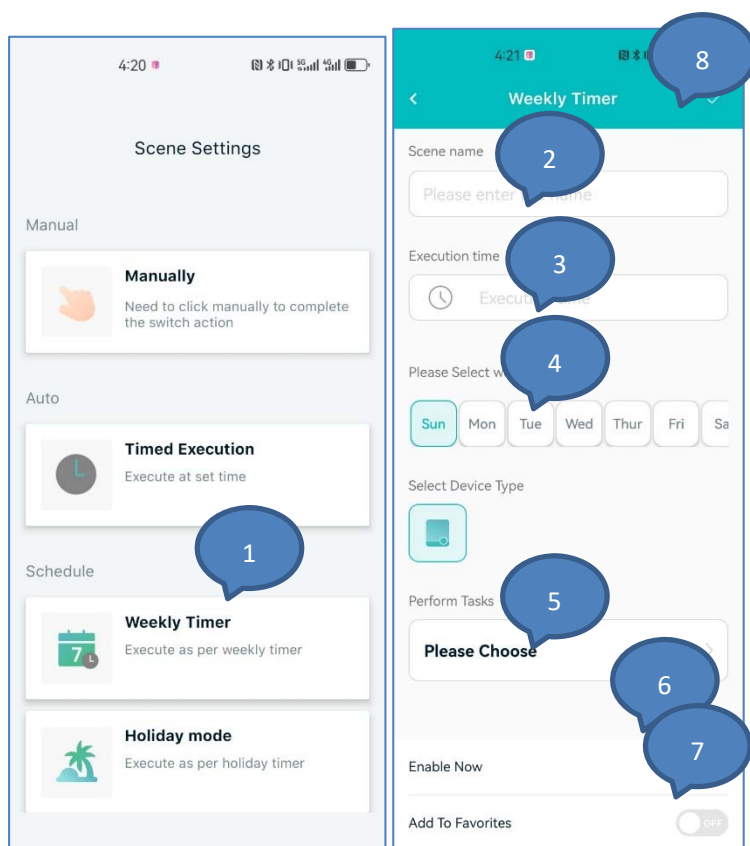 4:20
5G 4G
Scene Settings
Manual
Manually
Need to click manually to complete
the switch action
Auto
Timed Execution
Execute at set time
1
Schedule
Weekly Timer
7
Execute as per weekly timer
Holiday mode
Execute as per holiday timer
4:21
8
Weekly Timer
Scene name
2
Please enter
Execution time
3
4
Please Select
Sun Mon Tue Wed Thur Fri Sa
Select Device Type
Perform Tasks
5
Please Choose
6
7
Enable Now
Add To Favorites
OFF